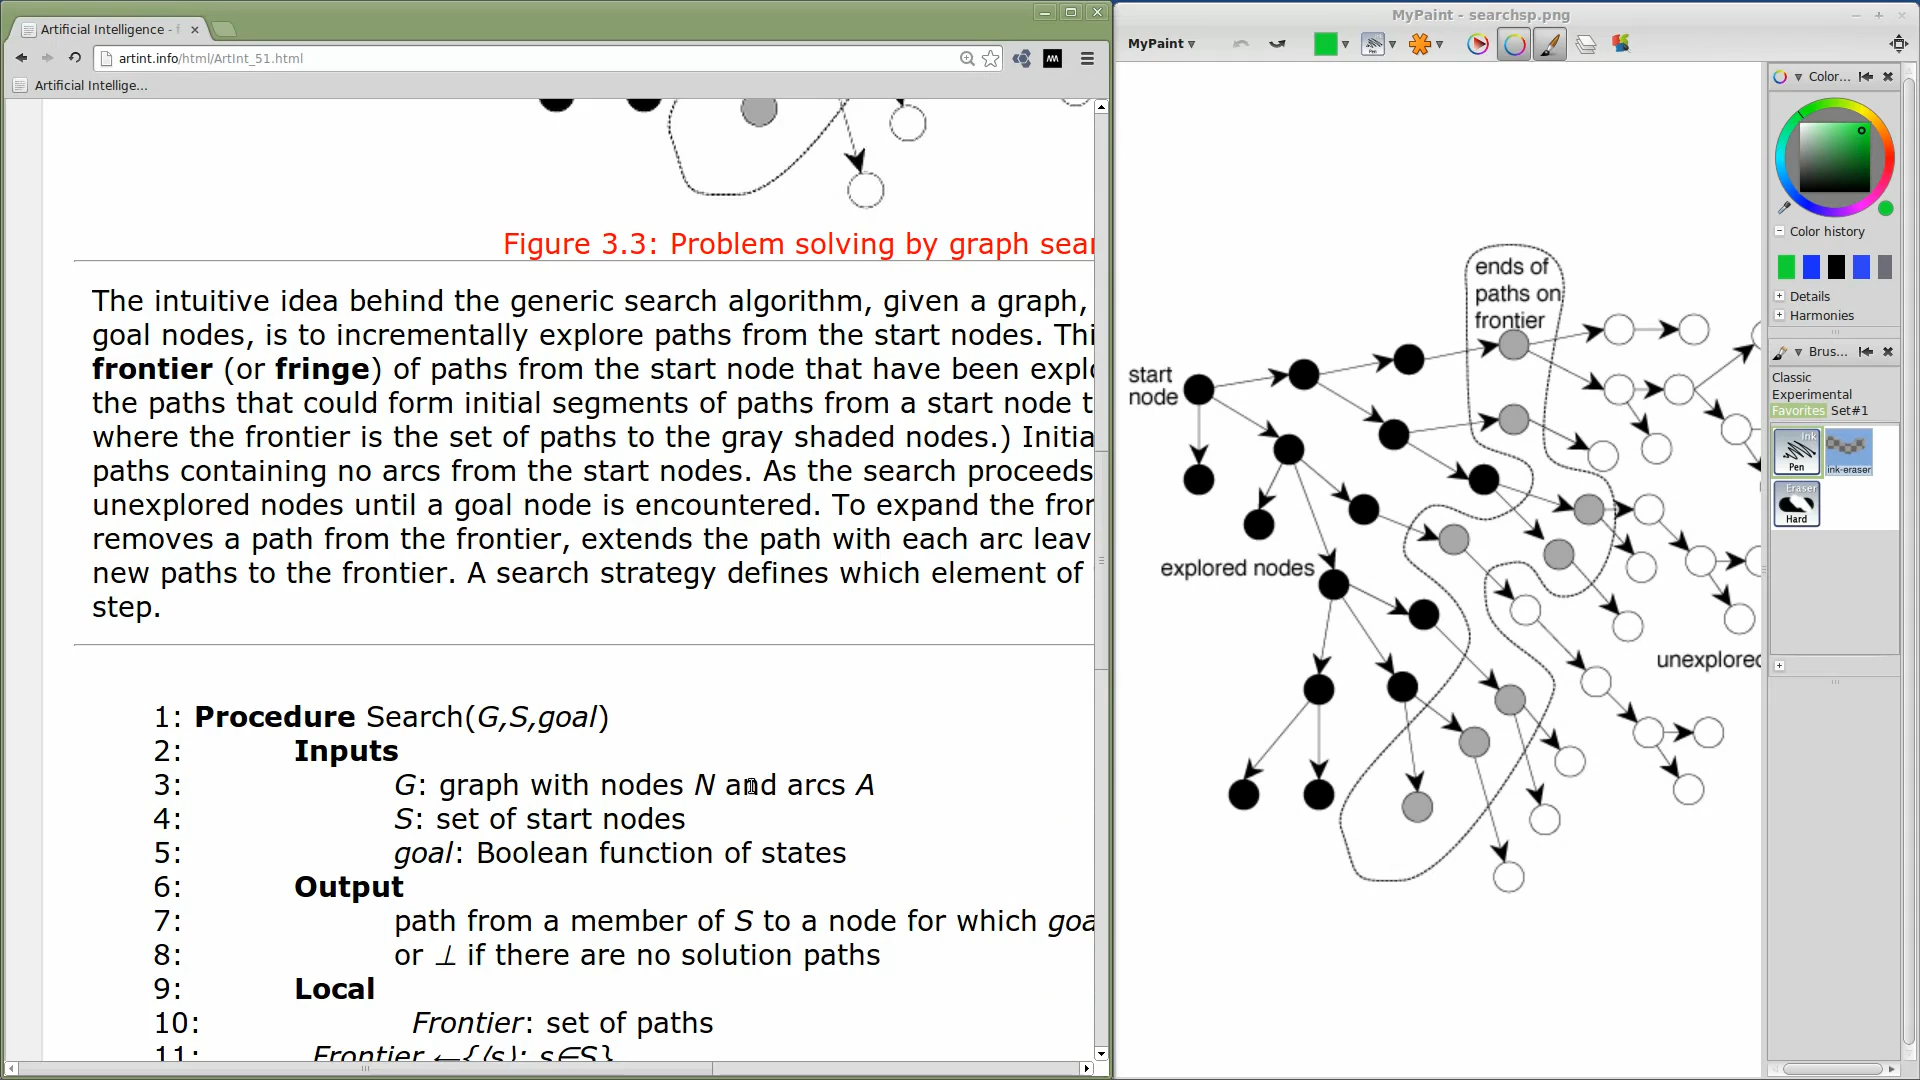 Artificial Intelligence - f
artint.info/html/ArtInt_51.html
Artificial Intellige...
Figure 3.3: Problem solving by graph
The intuitive idea behind the generic search algorithm, given a graph,
goal nodes, is to incrementally explore paths from the start nodes.
frontier (or fringe) of paths from the start node that have been
the paths that could form initial segments of paths from a start node
where the frontier is the set of paths to the gray shaded nodes.)
paths containing no arcs from the start nodes. As the search proceeds
unexplored nodes until a goal node is encountered. To expand the
removes a path from the frontier, extends the path with each arc
new paths to the frontier. A search strategy defines which element of
step.
1: Procedure Search(G,S,goal)
2: Inputs
3: G: graph with nodes N and arcs A
4: S: set of start nodes
5: goal: Boolean function of states
6: Output
7: path from a member of S to a node for which
8: or ⊥ if there are no solution paths
9: Local
10: Frontier: set of paths
11: Frontier ←{⟨s⟩: s∈S}
MyPaint - searchsp.png
MyPaint
ends of
paths on
frontier
start
node
explored nodes
unexplored
Color...
Color history
Details
Harmonies
Brus...
Classic
Experimental
Favorites Set#1
Ink
Pen
ink-eraser
Eraser
Hard